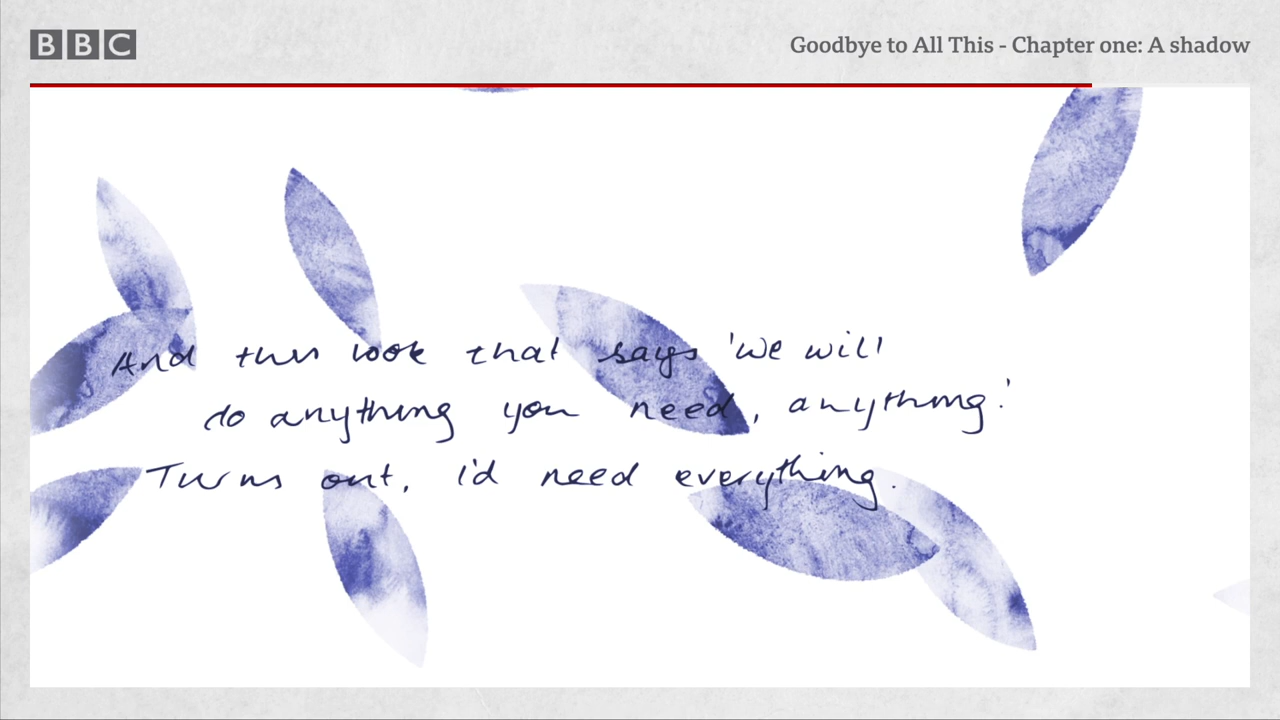 BBC
Goodbye to All This - Chapter one: A shadow
And this look that says 'we will
do anything you need, anything.'
Turns out, i'd need everything.